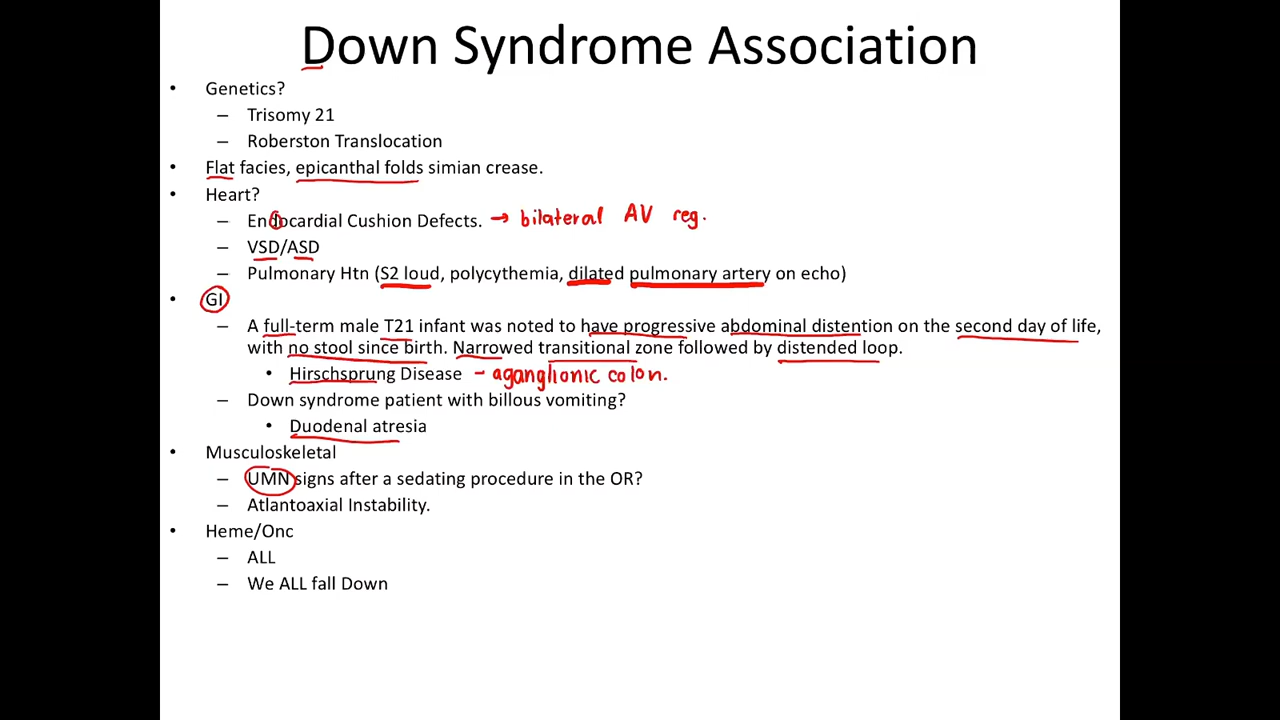 Down Syndrome Association
• Genetics?
– Trisomy 21
– Roberston Translocation
• Flat facies, epicanthal folds simian crease.
• Heart?
– Endocardial Cushion Defects. → bilateral AV reg.
– VSD/ASD
– Pulmonary Htn (S2 loud, polycythemia, dilated pulmonary artery on echo)
• GI
– A full-term male T21 infant was noted to have progressive abdominal distention on the second day of life,
with no stool since birth. Narrowed transitional zone followed by distended loop.
• Hirschsprung Disease - aganglionic colon.
– Down syndrome patient with billous vomiting?
• Duodenal atresia
• Musculoskeletal
– UMN signs after a sedating procedure in the OR?
– Atlantoaxial Instability.
• Heme/Onc
– ALL
– We ALL fall Down